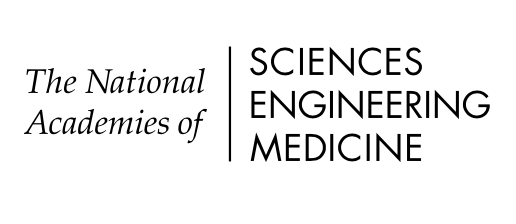 The National
Academies of
SCIENCES
ENGINEERING
MEDICINE